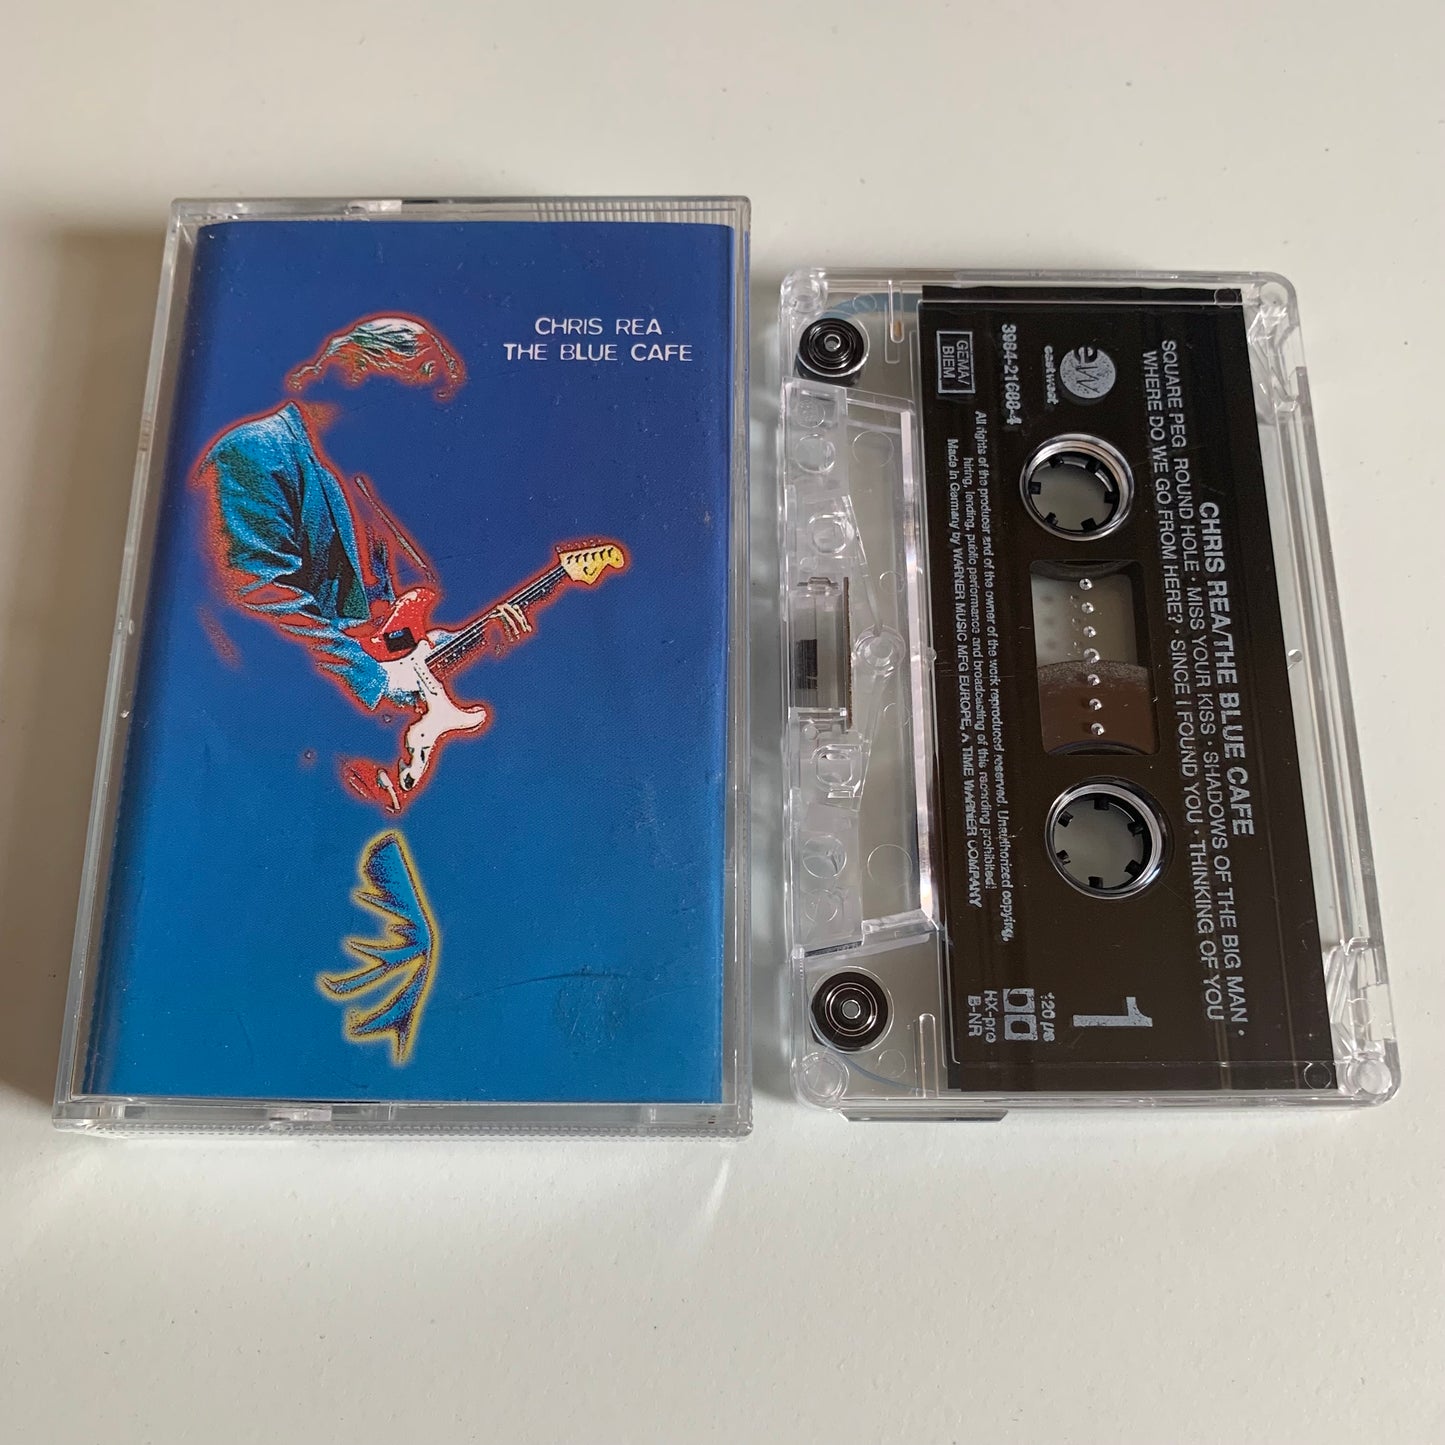 CHRIS REA
THE BLUE CAFE
CHRIS REA/THE BLUE CAFE
SQUARE PEG ROUND HOLE · MISS YOUR KISS · SHADOWS OF THE BIG MAN ·
WHERE DO WE GO FROM HERE? · SINCE I FOUND YOU · THINKING OF YOU
ew
eastwest
3984-21688-4
GEMA/
BIEM
1
120 µs
HX-pro
B-NR
All rights of the producer and of the owner of the work reproduced reserved. Unauthorized copying,
hiring, lending, public performance and broadcasting of this recording prohibited!
Made in Germany by WARNER MUSIC MFG EUROPE, A TIME WARNER COMPANY